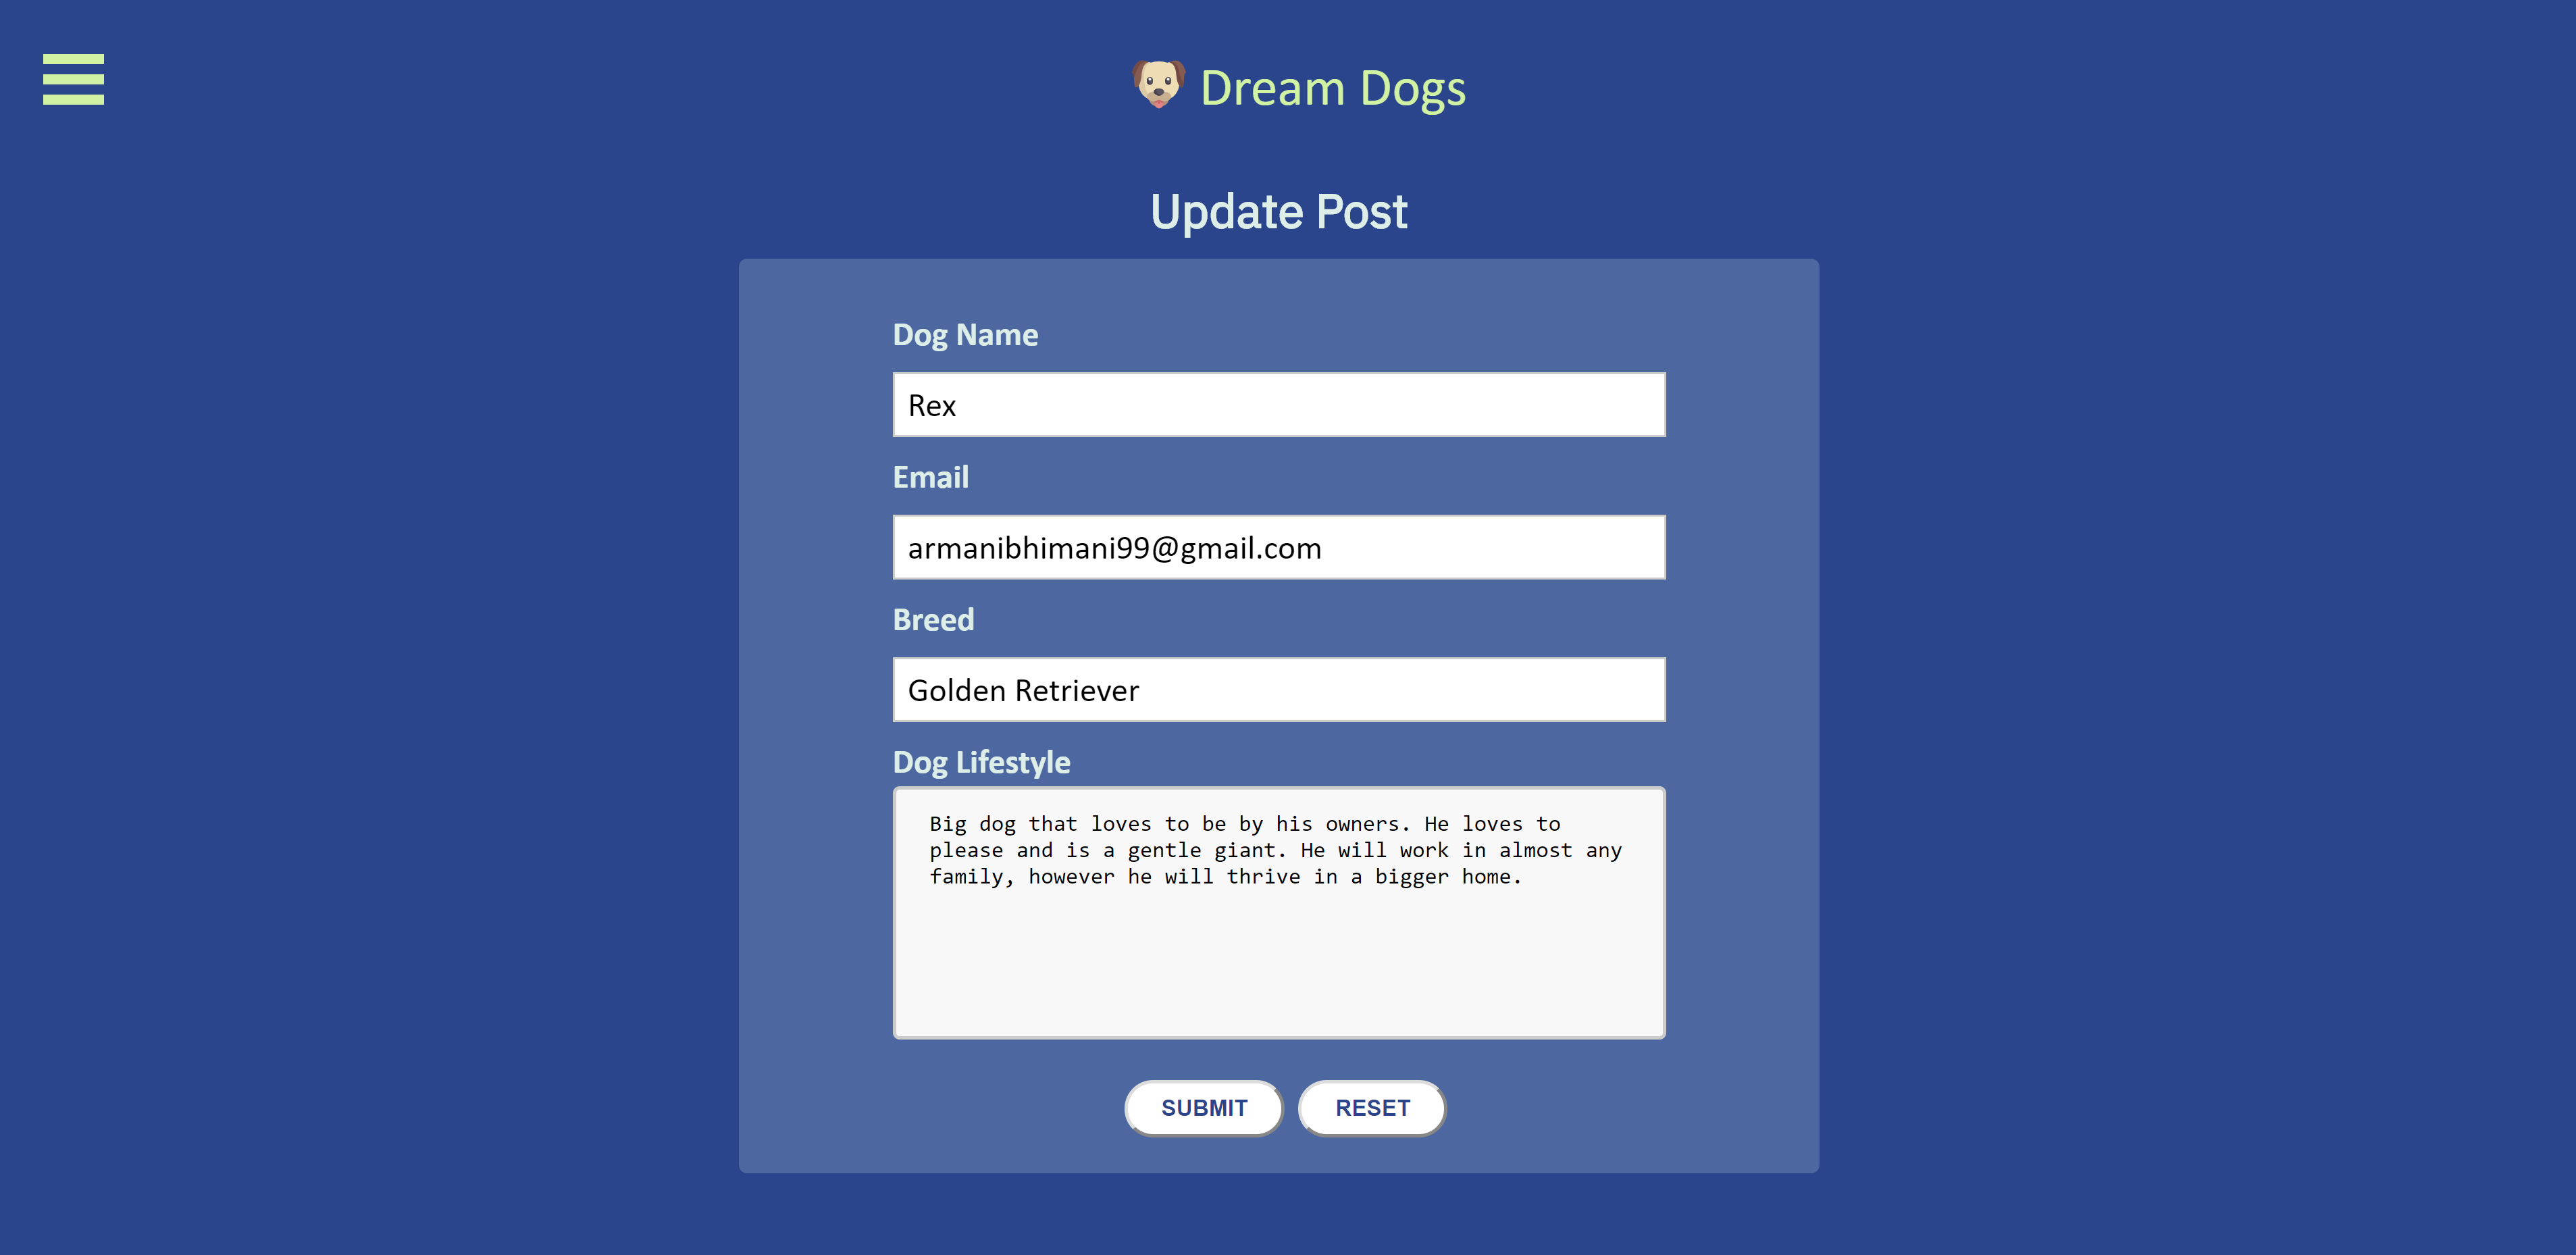 Dream Dogs
Update Post
Dog Name
Rex
Email
armanibhimani99@gmail.com
Breed
Golden Retriever
Dog Lifestyle
Big dog that loves to be by his owners. He loves to
please and is a gentle giant. He will work in almost any
family, however he will thrive in a bigger home.
SUBMIT RESET